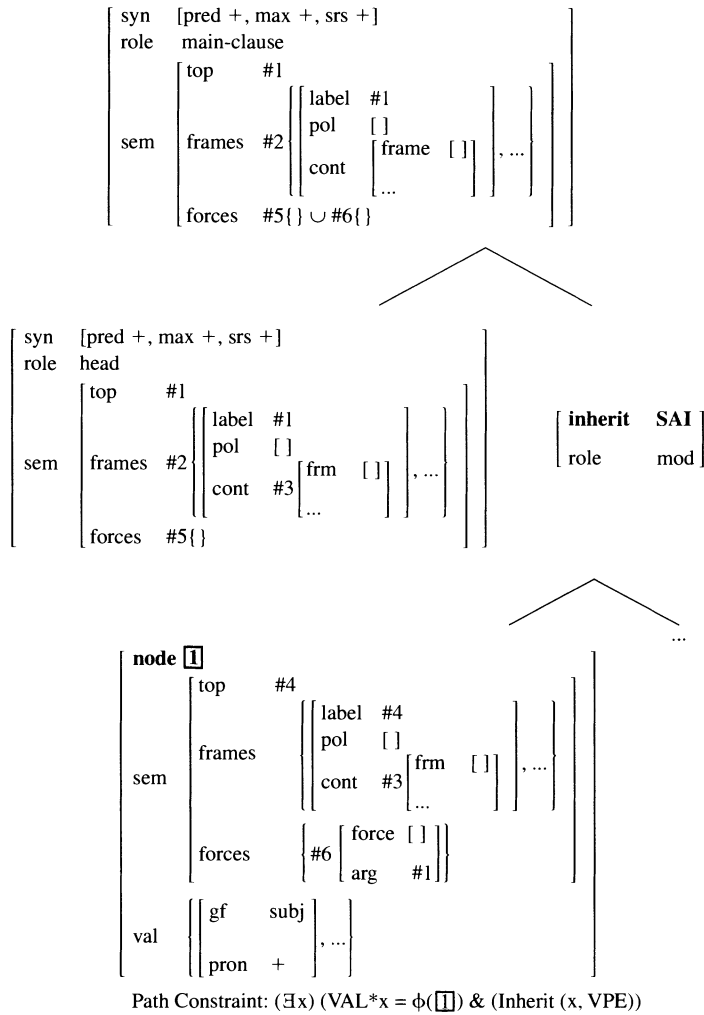 syn [pred +, max +, srs +]
role main-clause
top #1
label #1
pol [ ]
sem frames #2 frame [ ] , ...
cont
...
forces #5{ } ∪ #6{ }
syn [pred +, max +, srs +]
role head
top #1
label #1
pol [ ]
sem frames #2 frm [ ] , ...
cont #3
...
forces #5{ }
inherit SAI
role mod
...
node 1
top #4
label #4
pol [ ]
frames frm [ ] , ...
sem cont #3
...
force [ ]
forces #6
arg #1
gf subj
val , ...
pron +
Path Constraint: (∃x) (VAL*x = ϕ(1) & (Inherit (x, VPE))